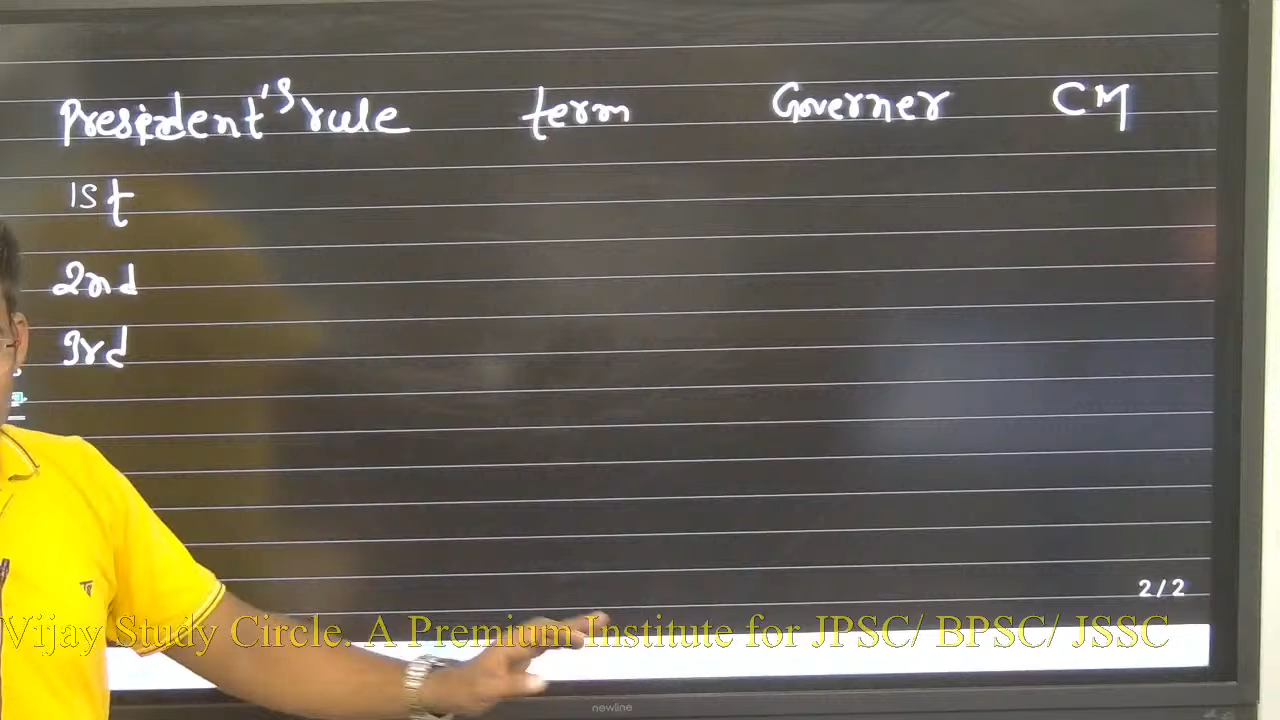 President's rule term Governer CM
1st
2nd
3rd
2/2
Vijay Study Circle. A Premium Institute for JPSC/ BPSC/ JSSC
newline